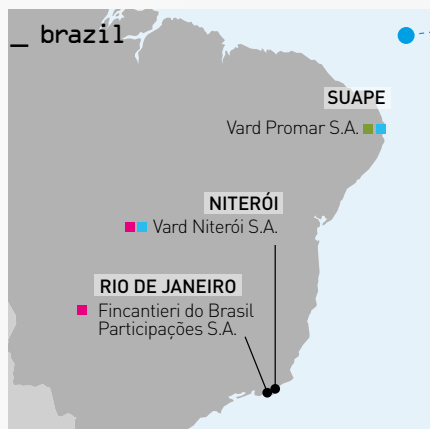 _ brazil
SUAPE
Vard Promar S.A.
NITERÓI
Vard Niterói S.A.
RIO DE JANEIRO
Fincantieri do Brasil
Participações S.A.